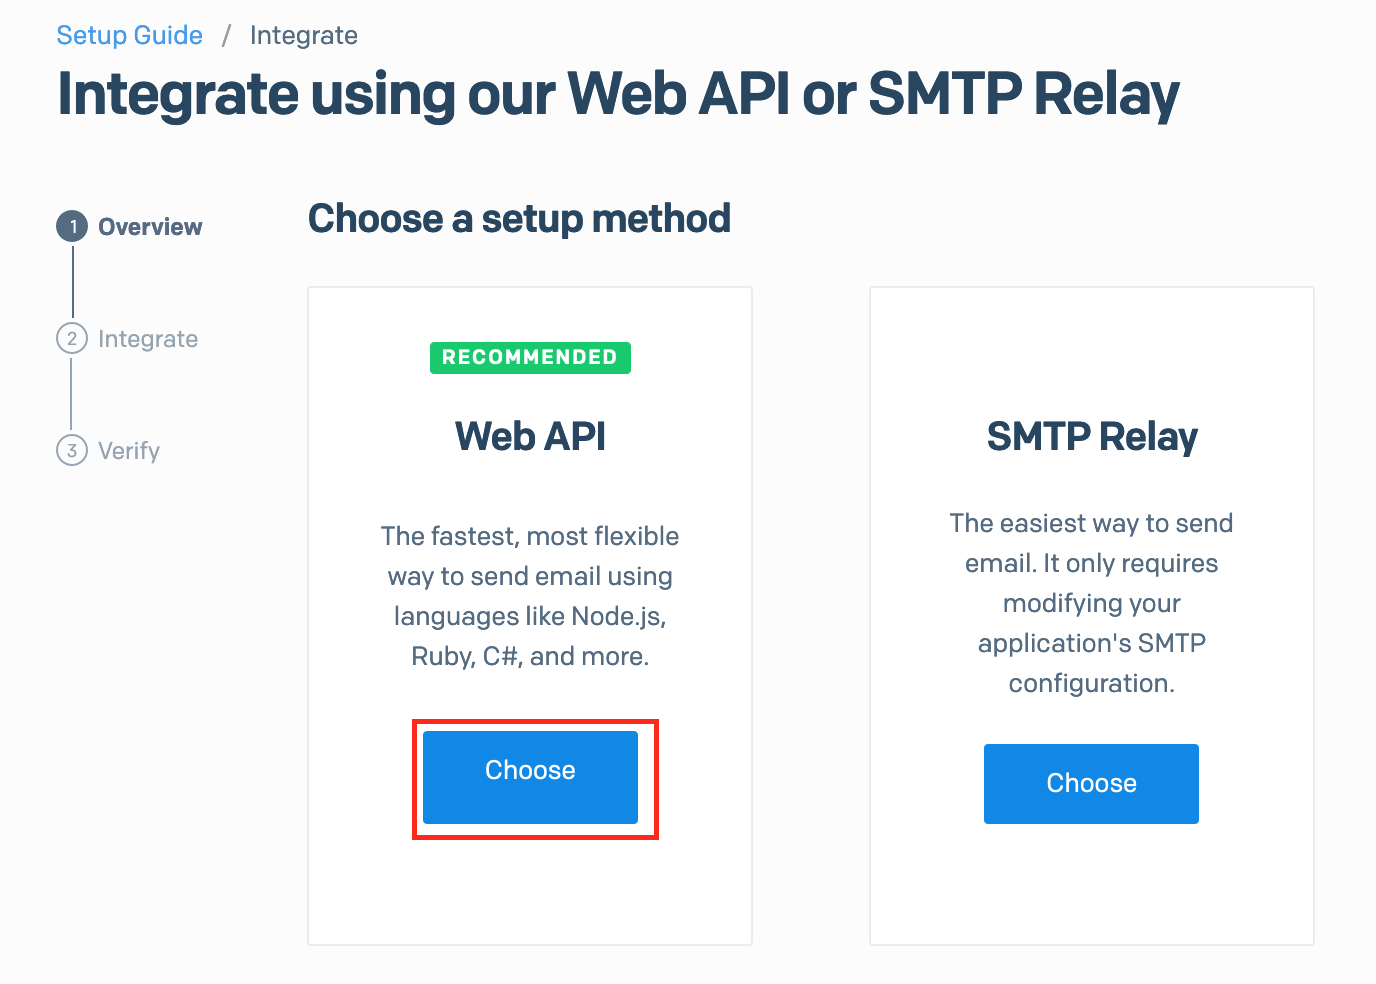 Setup Guide / Integrate
Integrate using our Web API or SMTP Relay
1 Overview
2 Integrate
3 Verify
Choose a setup method
RECOMMENDED
Web API
The fastest, most flexible
way to send email using
languages like Node.js,
Ruby, C#, and more.
Choose
SMTP Relay
The easiest way to send
email. It only requires
modifying your
application's SMTP
configuration.
Choose